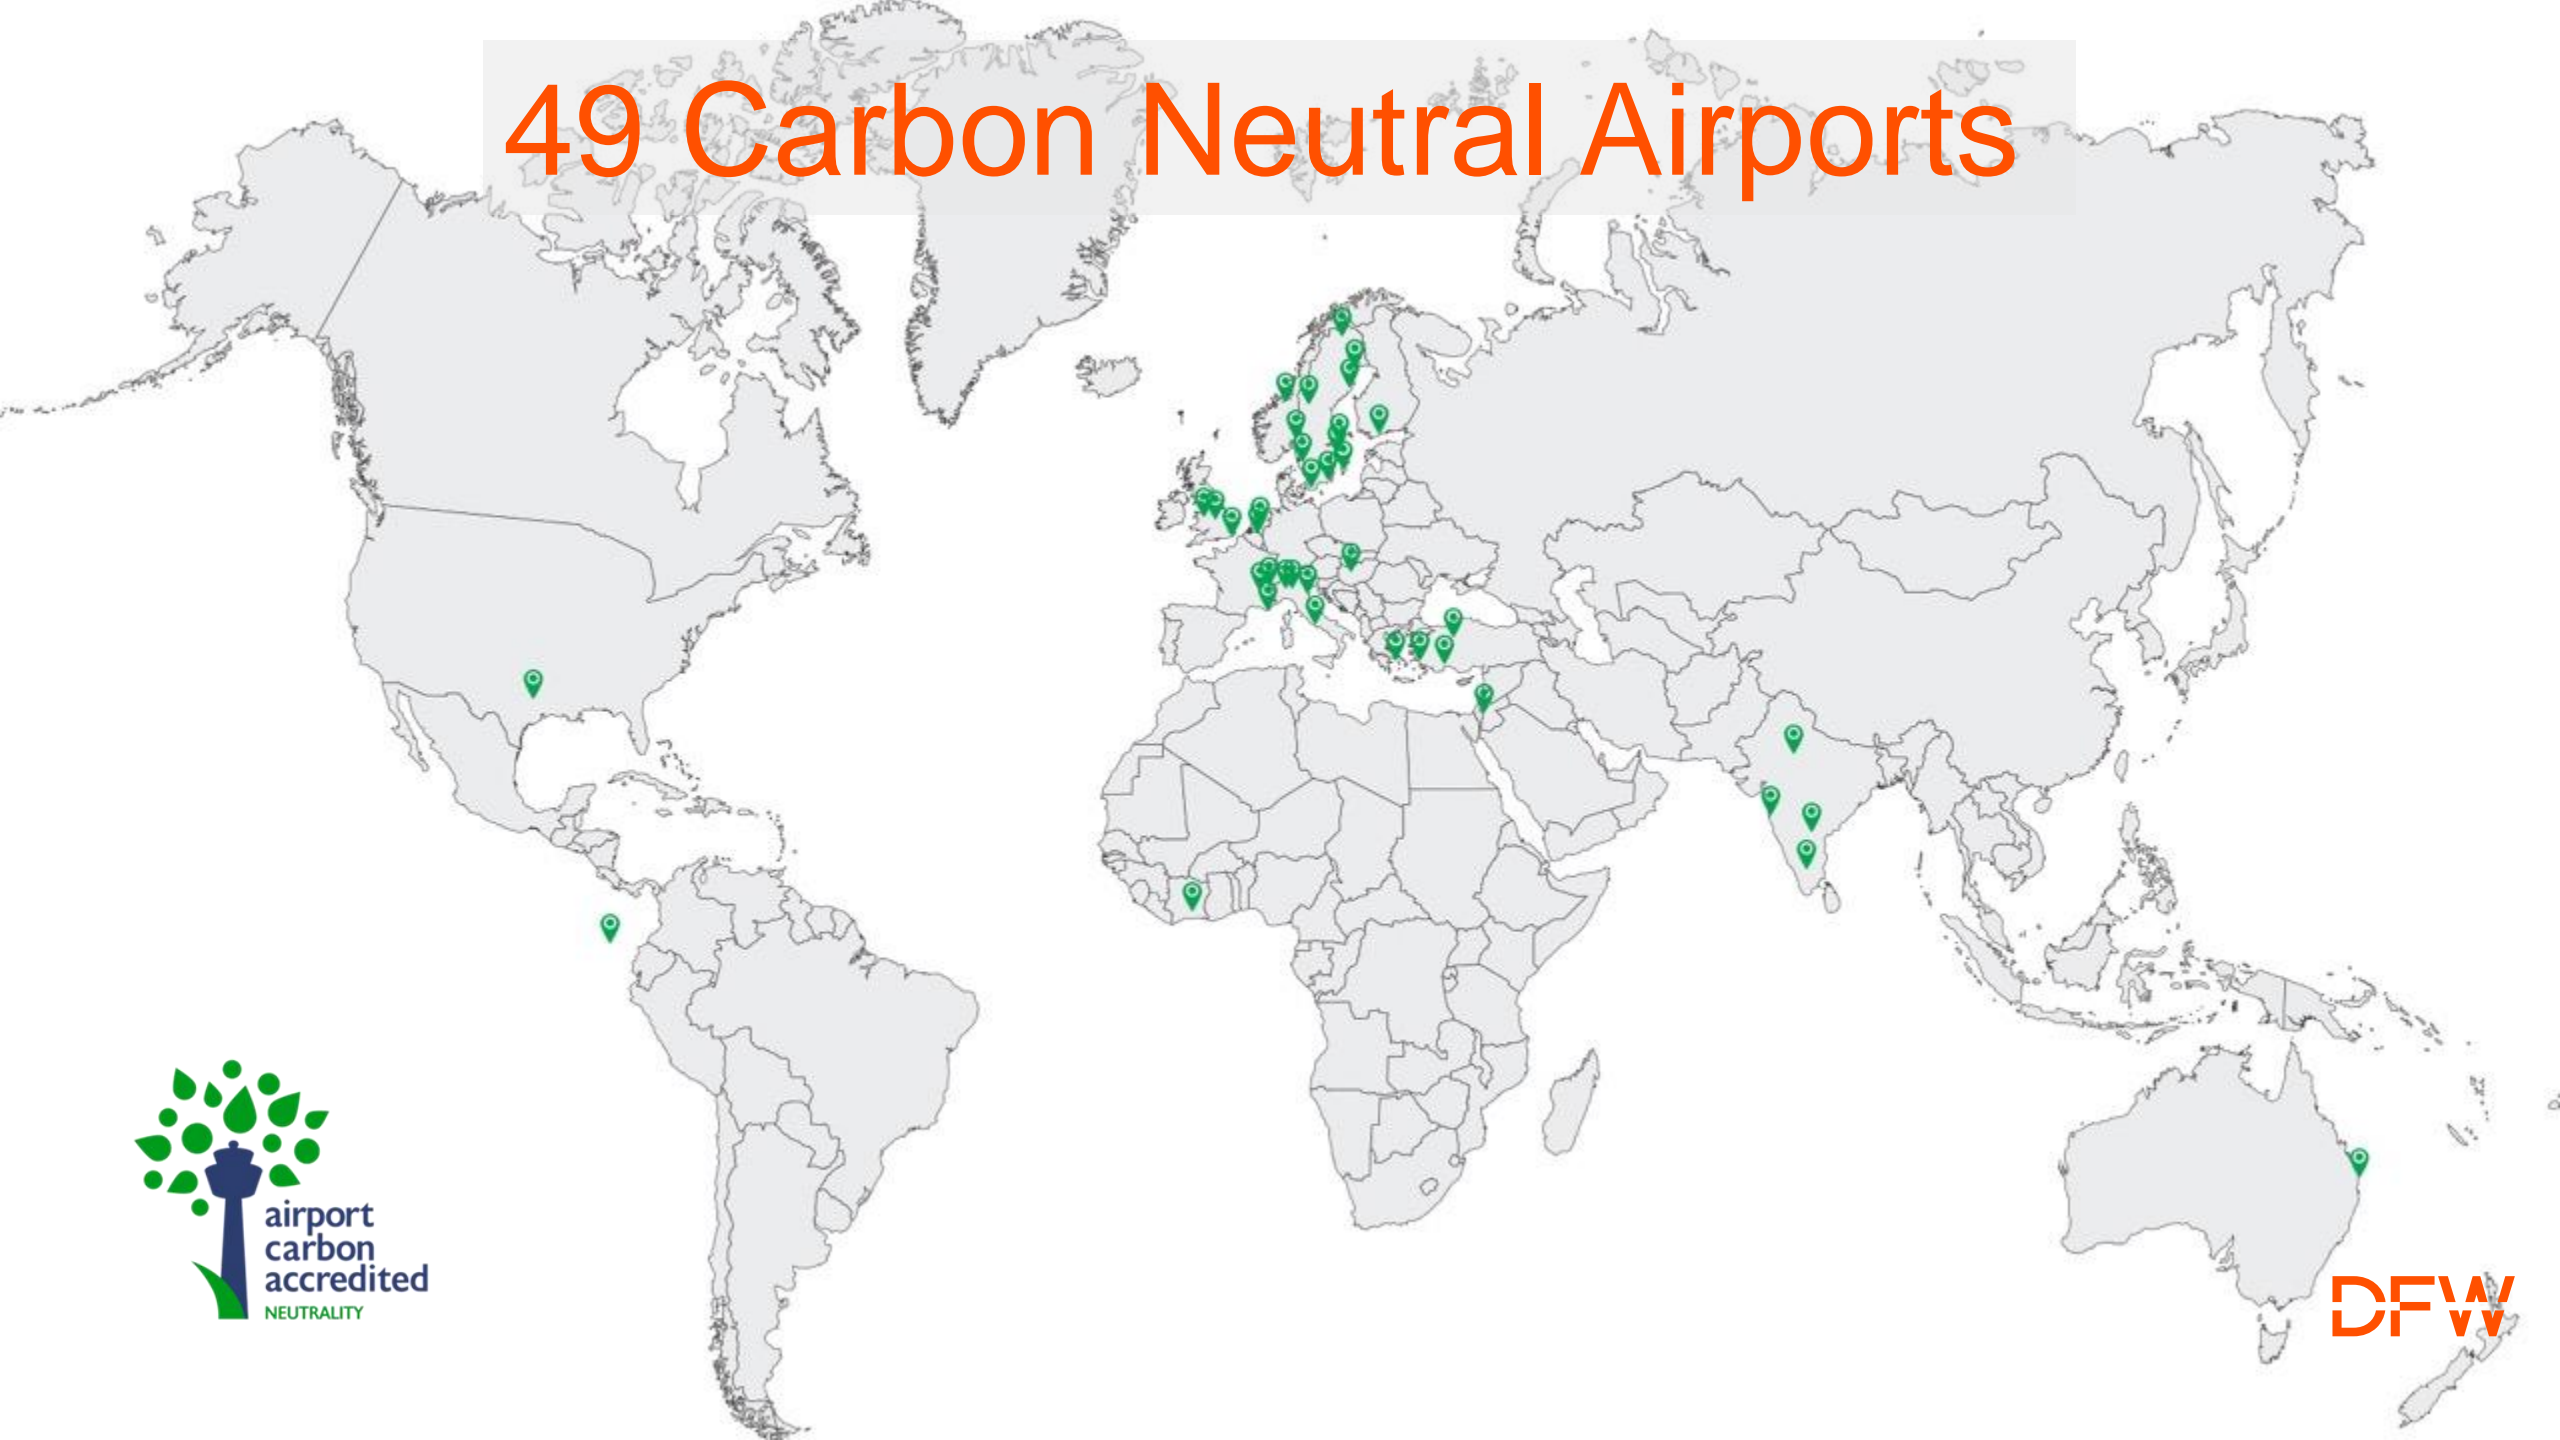 49 Carbon Neutral Airports
airport
carbon
accredited
NEUTRALITY
DFW